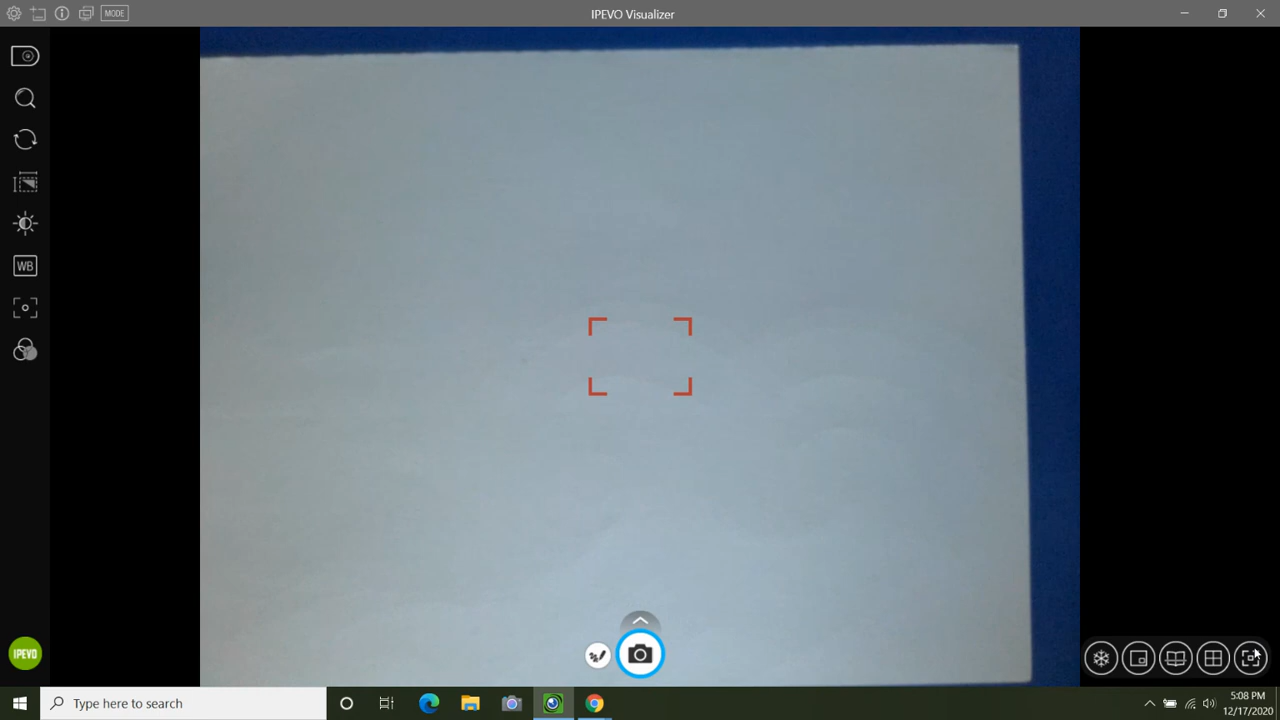 MODE
IPEVO Visualizer
WB
IPEVO
Type here to search
5:08 PM
12/17/2020